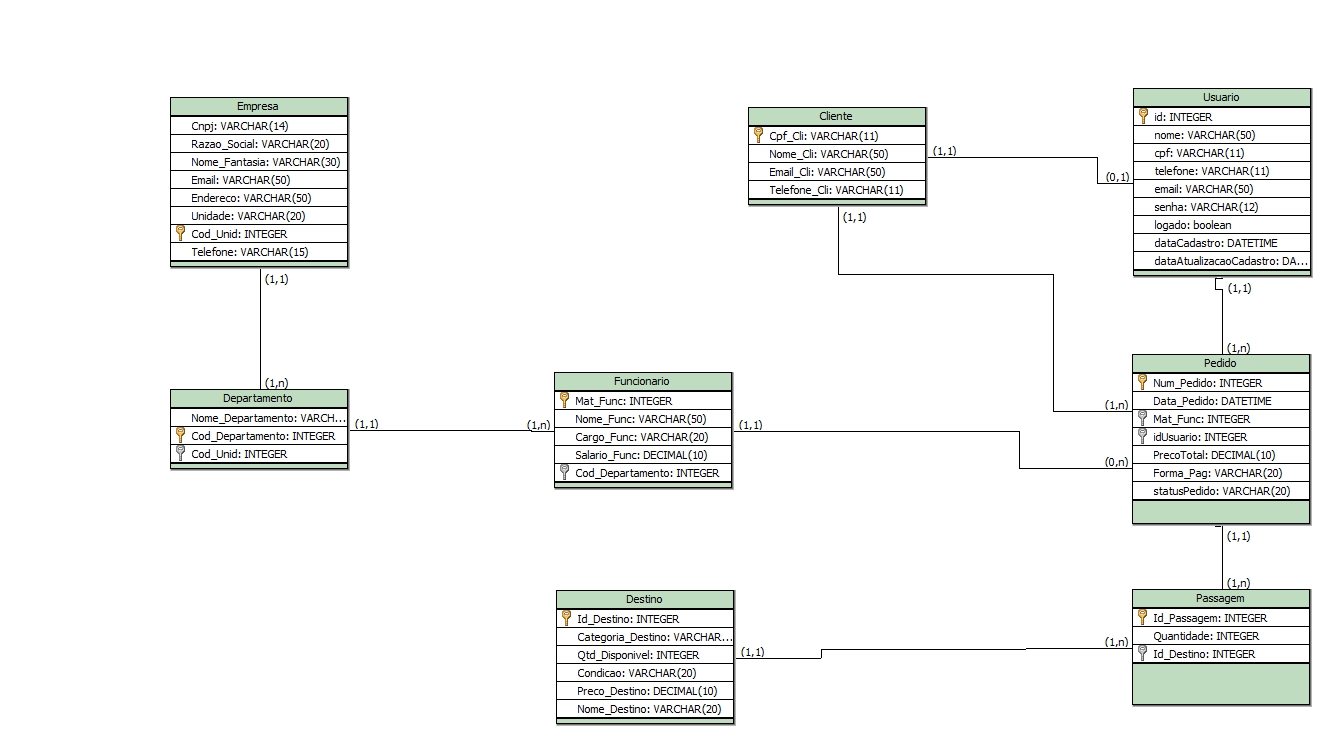 Empresa
Cnpj: VARCHAR(14)
Razao_Social: VARCHAR(20)
Nome_Fantasia: VARCHAR(30)
Email: VARCHAR(50)
Endereco: VARCHAR(50)
Unidade: VARCHAR(20)
Cod_Unid: INTEGER
Telefone: VARCHAR(15)
(1,1)
(1,n)
Departamento
Nome_Departamento: VARCH...
Cod_Departamento: INTEGER
Cod_Unid: INTEGER
(1,1)
(1,n)
Funcionario
Mat_Func: INTEGER
Nome_Func: VARCHAR(50)
Cargo_Func: VARCHAR(20)
Salario_Func: DECIMAL(10)
Cod_Departamento: INTEGER
(1,1)
(0,n)
Cliente
Cpf_Cli: VARCHAR(11)
Nome_Cli: VARCHAR(50)
Email_Cli: VARCHAR(50)
Telefone_Cli: VARCHAR(11)
(1,1)
(0,1)
(1,1)
(1,n)
Usuario
id: INTEGER
nome: VARCHAR(50)
cpf: VARCHAR(11)
telefone: VARCHAR(11)
email: VARCHAR(50)
senha: VARCHAR(12)
logado: boolean
dataCadastro: DATETIME
dataAtualizacaoCadastro: DA...
(1,1)
(1,n)
Pedido
Num_Pedido: INTEGER
Data_Pedido: DATETIME
Mat_Func: INTEGER
idUsuario: INTEGER
PrecoTotal: DECIMAL(10)
Forma_Pag: VARCHAR(20)
statusPedido: VARCHAR(20)
(1,1)
(1,n)
Destino
Id_Destino: INTEGER
Categoria_Destino: VARCHAR...
Qtd_Disponivel: INTEGER
Condicao: VARCHAR(20)
Preco_Destino: DECIMAL(10)
Nome_Destino: VARCHAR(20)
(1,1)
(1,n)
Passagem
Id_Passagem: INTEGER
Quantidade: INTEGER
Id_Destino: INTEGER